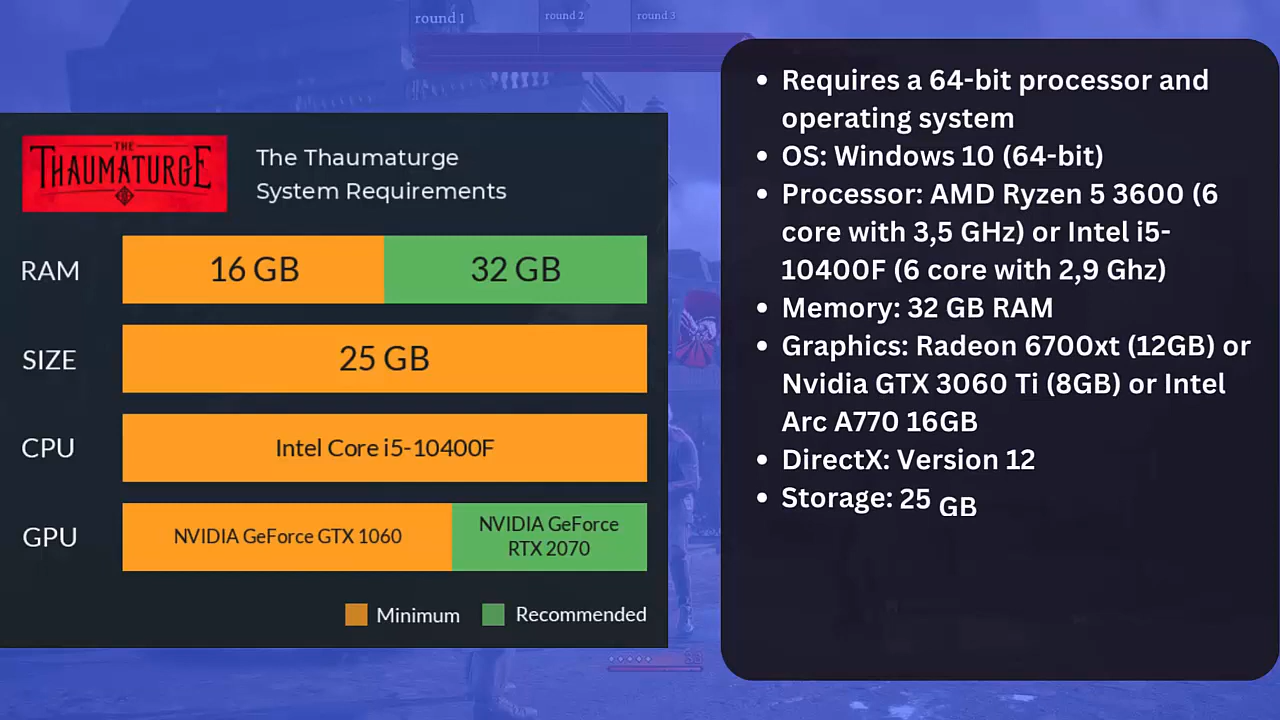 round 1
round 2
round 3
THE
THAUMATURGE
The Thaumaturge
System Requirements
RAM
16 GB
32 GB
SIZE
25 GB
CPU
Intel Core i5-10400F
GPU
NVIDIA GeForce GTX 1060
NVIDIA GeForce
RTX 2070
Minimum
Recommended
• Requires a 64-bit processor and
operating system
• OS: Windows 10 (64-bit)
• Processor: AMD Ryzen 5 3600 (6
core with 3,5 GHz) or Intel i5-
10400F (6 core with 2,9 Ghz)
• Memory: 32 GB RAM
• Graphics: Radeon 6700xt (12GB) or
Nvidia GTX 3060 Ti (8GB) or Intel
Arc A770 16GB
• DirectX: Version 12
• Storage: 25 GB